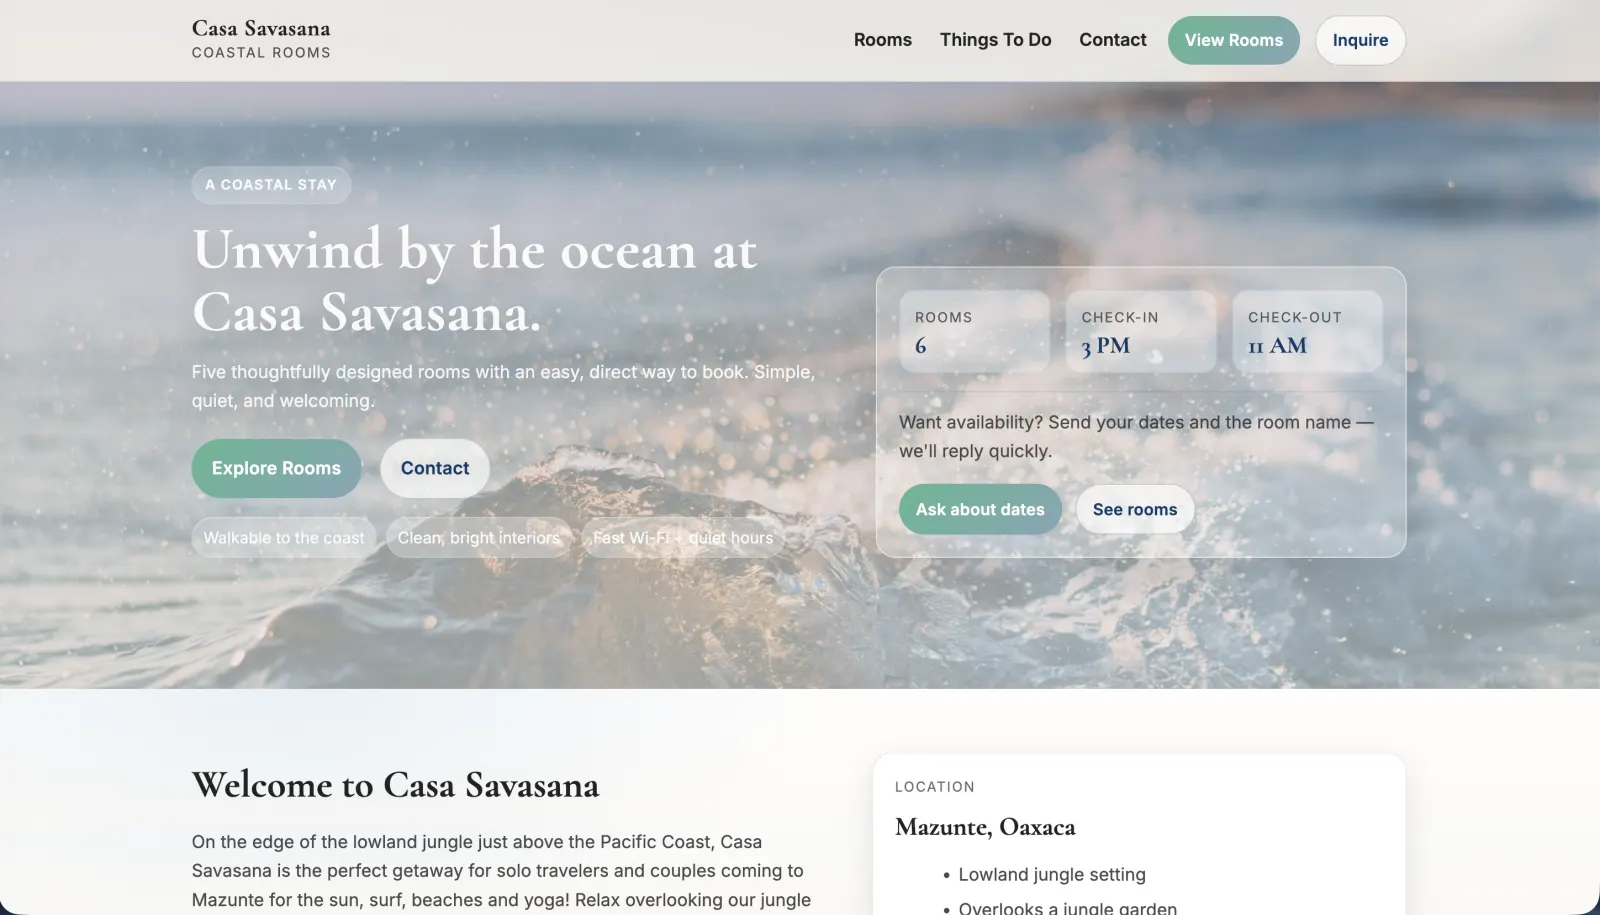 Casa Savasana
COASTAL ROOMS
Rooms
Things To Do
Contact
View Rooms
Inquire
A COASTAL STAY
Unwind by the ocean at
Casa Savasana.
Five thoughtfully designed rooms with an easy, direct way to book. Simple,
quiet, and welcoming.
Explore Rooms
Contact
Walkable to the coast
Clean, bright interiors
Fast Wi-Fi + quiet hours
ROOMS
6
CHECK-IN
3 PM
CHECK-OUT
11 AM
Want availability? Send your dates and the room name —
we'll reply quickly.
Ask about dates
See rooms
Welcome to Casa Savasana
On the edge of the lowland jungle just above the Pacific Coast, Casa
Savasana is the perfect getaway for solo travelers and couples coming to
Mazunte for the sun, surf, beaches and yoga! Relax overlooking our jungle
LOCATION
Mazunte, Oaxaca
• Lowland jungle setting
• Overlooks a jungle garden